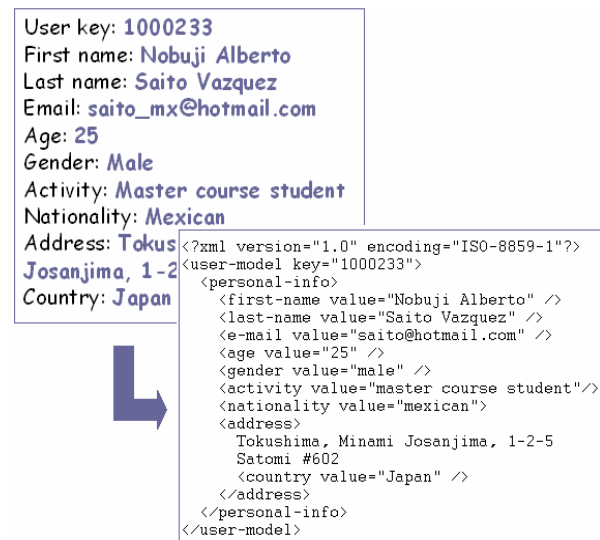 User key: 1000233
First name: Nobuji Alberto
Last name: Saito Vazquez
Email: saito_mx@hotmail.com
Age: 25
Gender: Male
Activity: Master course student
Nationality: Mexican
Address: Tokus
Josanjima, 1-2
Country: Japan
<?xml version="1.0" encoding="ISO-8859-1"?>
<user-model key="1000233">
<personal-info>
<first-name value="Nobuji Alberto" />
<last-name value="Saito Vazquez" />
<e-mail value="saito@hotmail.com" />
<age value="25" />
<gender value="male" />
<activity value="master course student"/>
<nationality value="mexican">
<address>
Tokushima, Minami Josanjima, 1-2-5
Satomi #602
<country value="Japan" />
</address>
</personal-info>
</user-model>